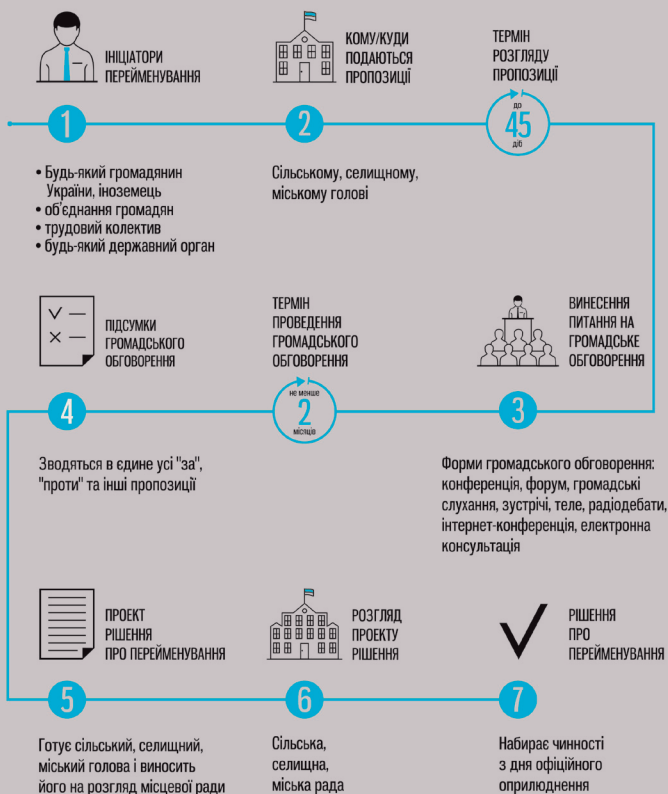 ІНІЦІАТОРИ
ПЕРЕЙМЕНУВАННЯ
1
• Будь-який громадянин
України, іноземець
• об'єднання громадян
• трудовий колектив
• будь-який державний орган
КОМУ/КУДИ
ПОДАЮТЬСЯ
ПРОПОЗИЦІЇ
2
Сільському, селищному,
міському голові
ТЕРМІН
РОЗГЛЯДУ
ПРОПОЗИЦІЇ
до
45
діб
ВИНЕСЕННЯ
ПИТАННЯ НА
ГРОМАДСЬКЕ
ОБГОВОРЕННЯ
3
Форми громадського обговорення:
конференція, форум, громадські
слухання, зустрічі, теле, радіодебати,
інтернет-конференція, електронна
консультація
ТЕРМІН
ПРОВЕДЕННЯ
ГРОМАДСЬКОГО
ОБГОВОРЕННЯ
не менше
2
місяців
ПІДСУМКИ
ГРОМАДСЬКОГО
ОБГОВОРЕННЯ
4
Зводяться в єдине усі "за",
"проти" та інші пропозиції
ПРОЕКТ
РІШЕННЯ
ПРО ПЕРЕЙМЕНУВАННЯ
5
Готує сільський, селищний,
міський голова і виносить
його на розгляд місцевої ради
РОЗГЛЯД
ПРОЕКТУ
РІШЕННЯ
6
Сільська,
селищна,
міська рада
РІШЕННЯ
ПРО
ПЕРЕЙМЕНУВАННЯ
7
Набирає чинності
з дня офіційного
оприлюднення